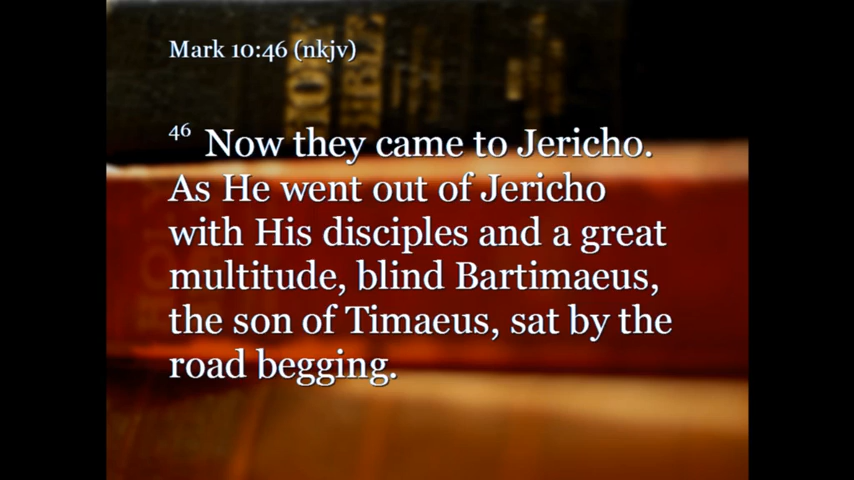 Mark 10:46 (nkjv)
46 Now they came to Jericho.
As He went out of Jericho
with His disciples and a great
multitude, blind Bartimaeus,
the son of Timaeus, sat by the
road begging.